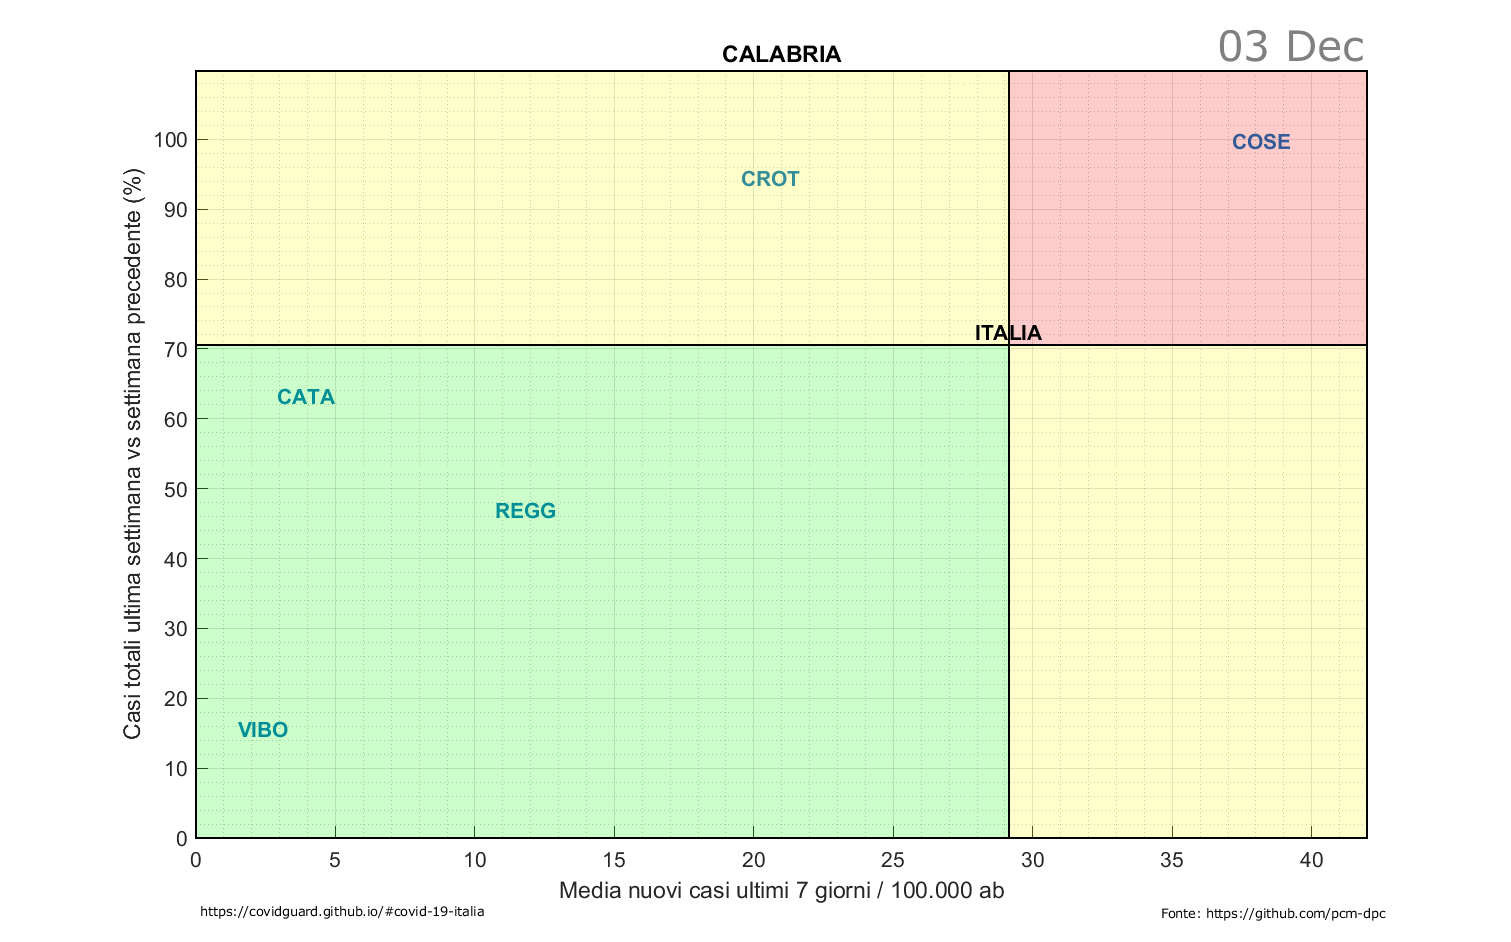 03 Dec
CALABRIA
Casi totali ultima settimana vs settimana precedente (%)
100
90
80
70
60
50
40
30
20
10
0
COSE
CROT
ITALIA
CATA
REGG
VIBO
0 5 10 15 20 25 30 35 40
Media nuovi casi ultimi 7 giorni / 100.000 ab
https://covidguard.github.io/#covid-19-italia
Fonte: https://github.com/pcm-dpc